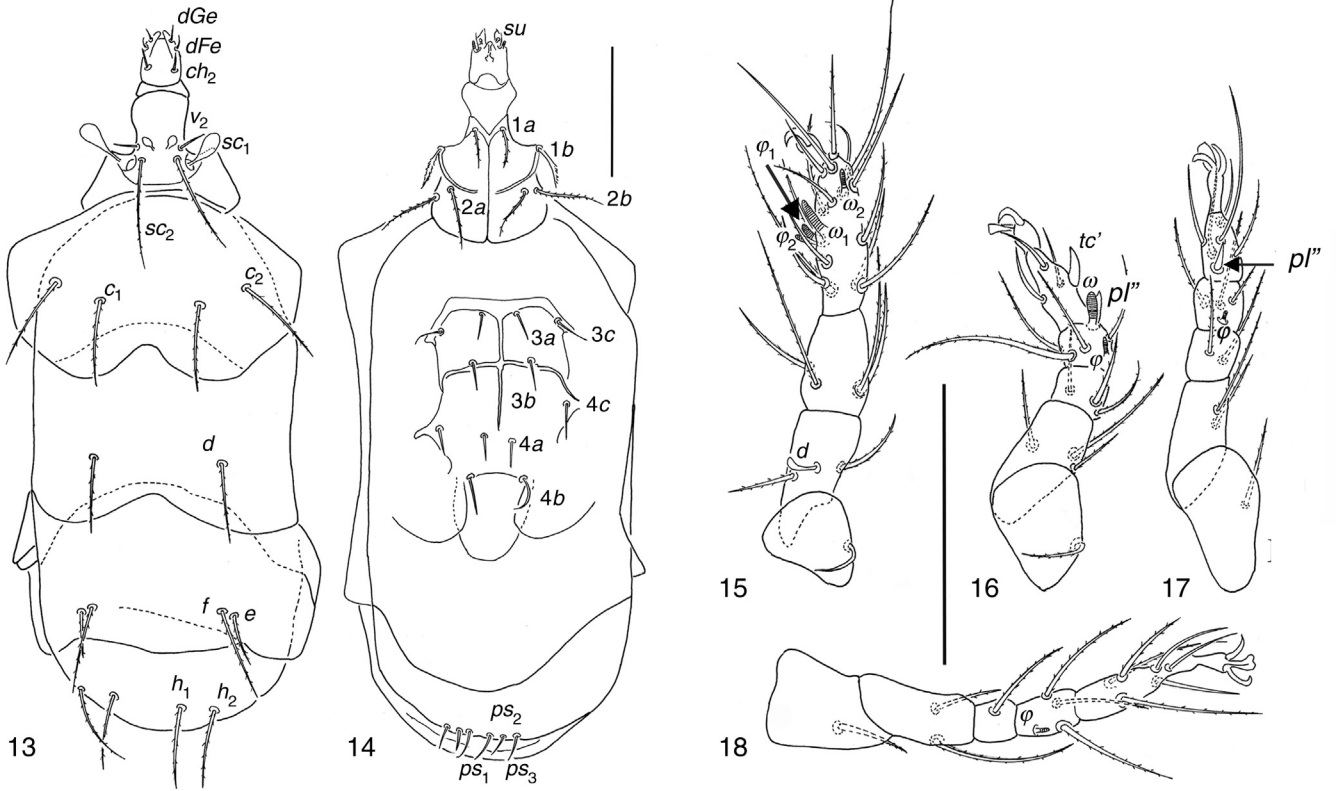 dGe
dFe
ch₂
v₂
sc₁
sc₂
c₂
c₁
d
f e
h₁ h₂
13
su
1a
1b
2a
2b
3a
3c
3b
4c
4a
4b
ps₂
ps₁ ps₃
14
φ₁
ω₂
ω₁
φ₂
d
15
tc’
ω
pl”
φ
16
pl”
φ
17
φ
18